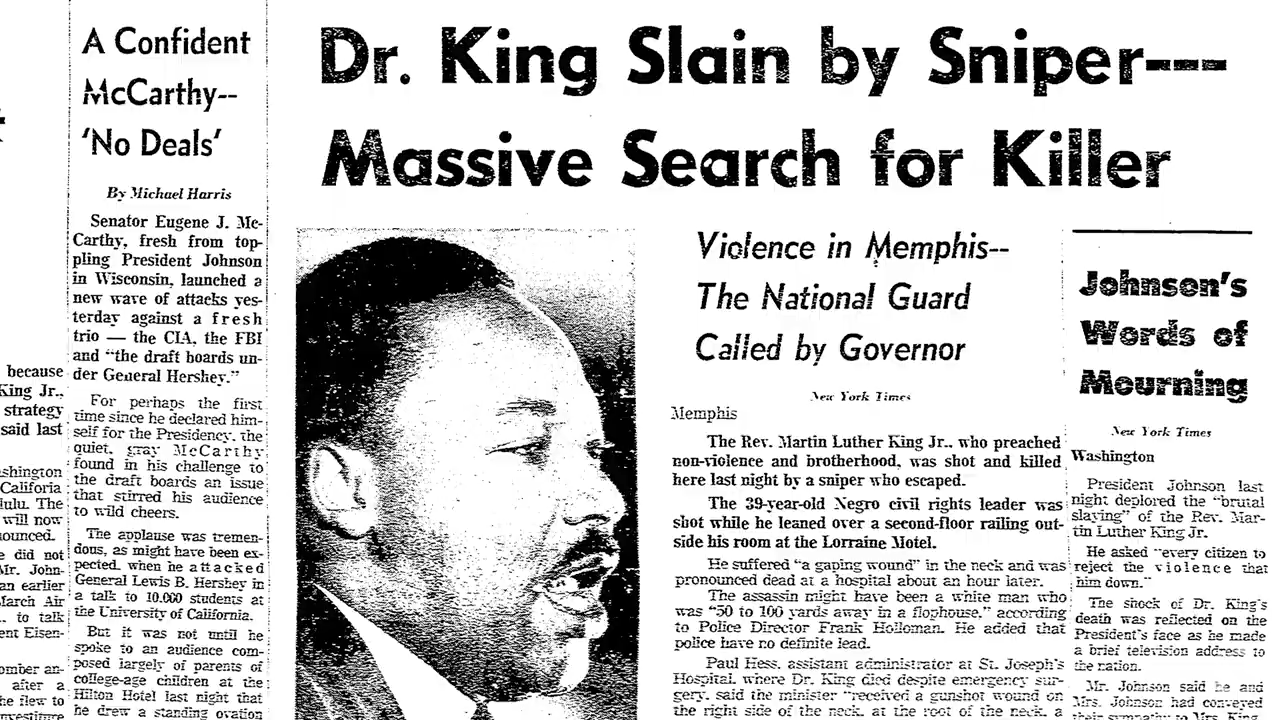 A Confident
McCarthy--
'No Deals'
By Michael Harris
Senator Eugene J. Mc-
Carthy, fresh from top-
pling President Johnson
in Wisconsin, launched a
new wave of attacks yes-
terday against a fresh
trio — the CIA, the FBI
and "the draft boards un-
der General Hershey."
For perhaps the first
time since he declared him-
self for the Presidency, the
quiet, gray McCarthy
found in his challenge to
the draft boards an issue
that stirred his audience
to wild cheers.
The applause was tremen-
dous, as might have been ex-
pected, when he attacked
General Lewis B. Hershey in
a talk to 10,000 students at
the University of California.
But it was not until he
spoke to an audience com-
posed largely of parents of
college-age children at the
Hilton Hotel last night that
he drew a standing ovation
because
King Jr.,
strategy
said last
shington
Califoria
lulu. The
will now
nounced.
e did not
Mr. John-
an earlier
March Air
to talk
ent Eisen-
omber an-
after a
he flew to
nvestiture
Dr. King Slain by Sniper---
Massive Search for Killer
Violence in Memphis--
The National Guard
Called by Governor
New York Times
Memphis
The Rev. Martin Luther King Jr., who preached
non-violence and brotherhood, was shot and killed
here last night by a sniper who escaped.
The 39-year-old Negro civil rights leader was
shot while he leaned over a second-floor railing out-
side his room at the Lorraine Motel.
He suffered "a gaping wound" in the neck and was
pronounced dead at a hospital about an hour later.
The assassin might have been a white man who
was "50 to 100 yards away in a flophouse," according
to Police Director Frank Holloman. He added that
police have no definite lead.
Paul Hess, assistant administrator at St. Joseph's
Hospital, where Dr. King died despite emergency sur-
gery, said the minister "received a gunshot wound on
the right side of the neck, at the root of the neck, a
Johnson's
Words of
Mourning
New York Times
Washington
President Johnson last
night deplored the "brutal
slaying" of the Rev. Mar-
tin Luther King Jr.
He asked "every citizen to
reject the violence that
him down."
The shock of Dr. King's
death was reflected on the
President's face as he made
a brief television address to
the nation.
Mr. Johnson said he and
Mrs. Johnson had conveyed
their sympathy to Mrs. King